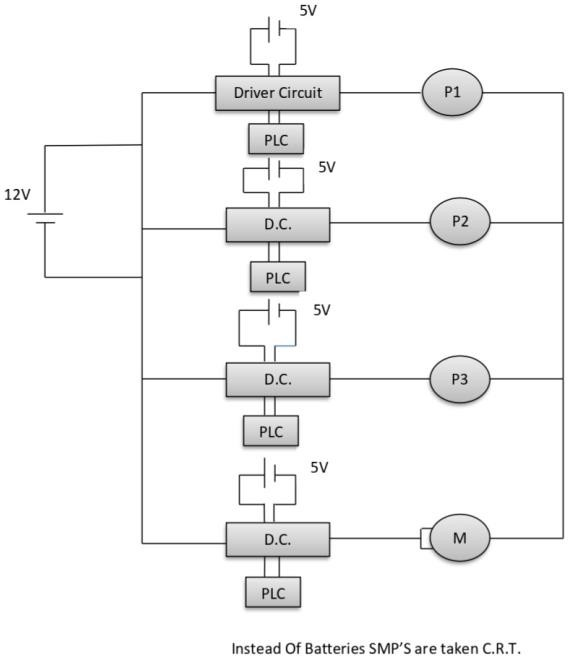 5V
Driver Circuit
P1
PLC
5V
12V
D.C.
P2
PLC
5V
D.C.
P3
PLC
5V
D.C.
M
PLC
Instead Of Batteries SMP'S are taken C.R.T.